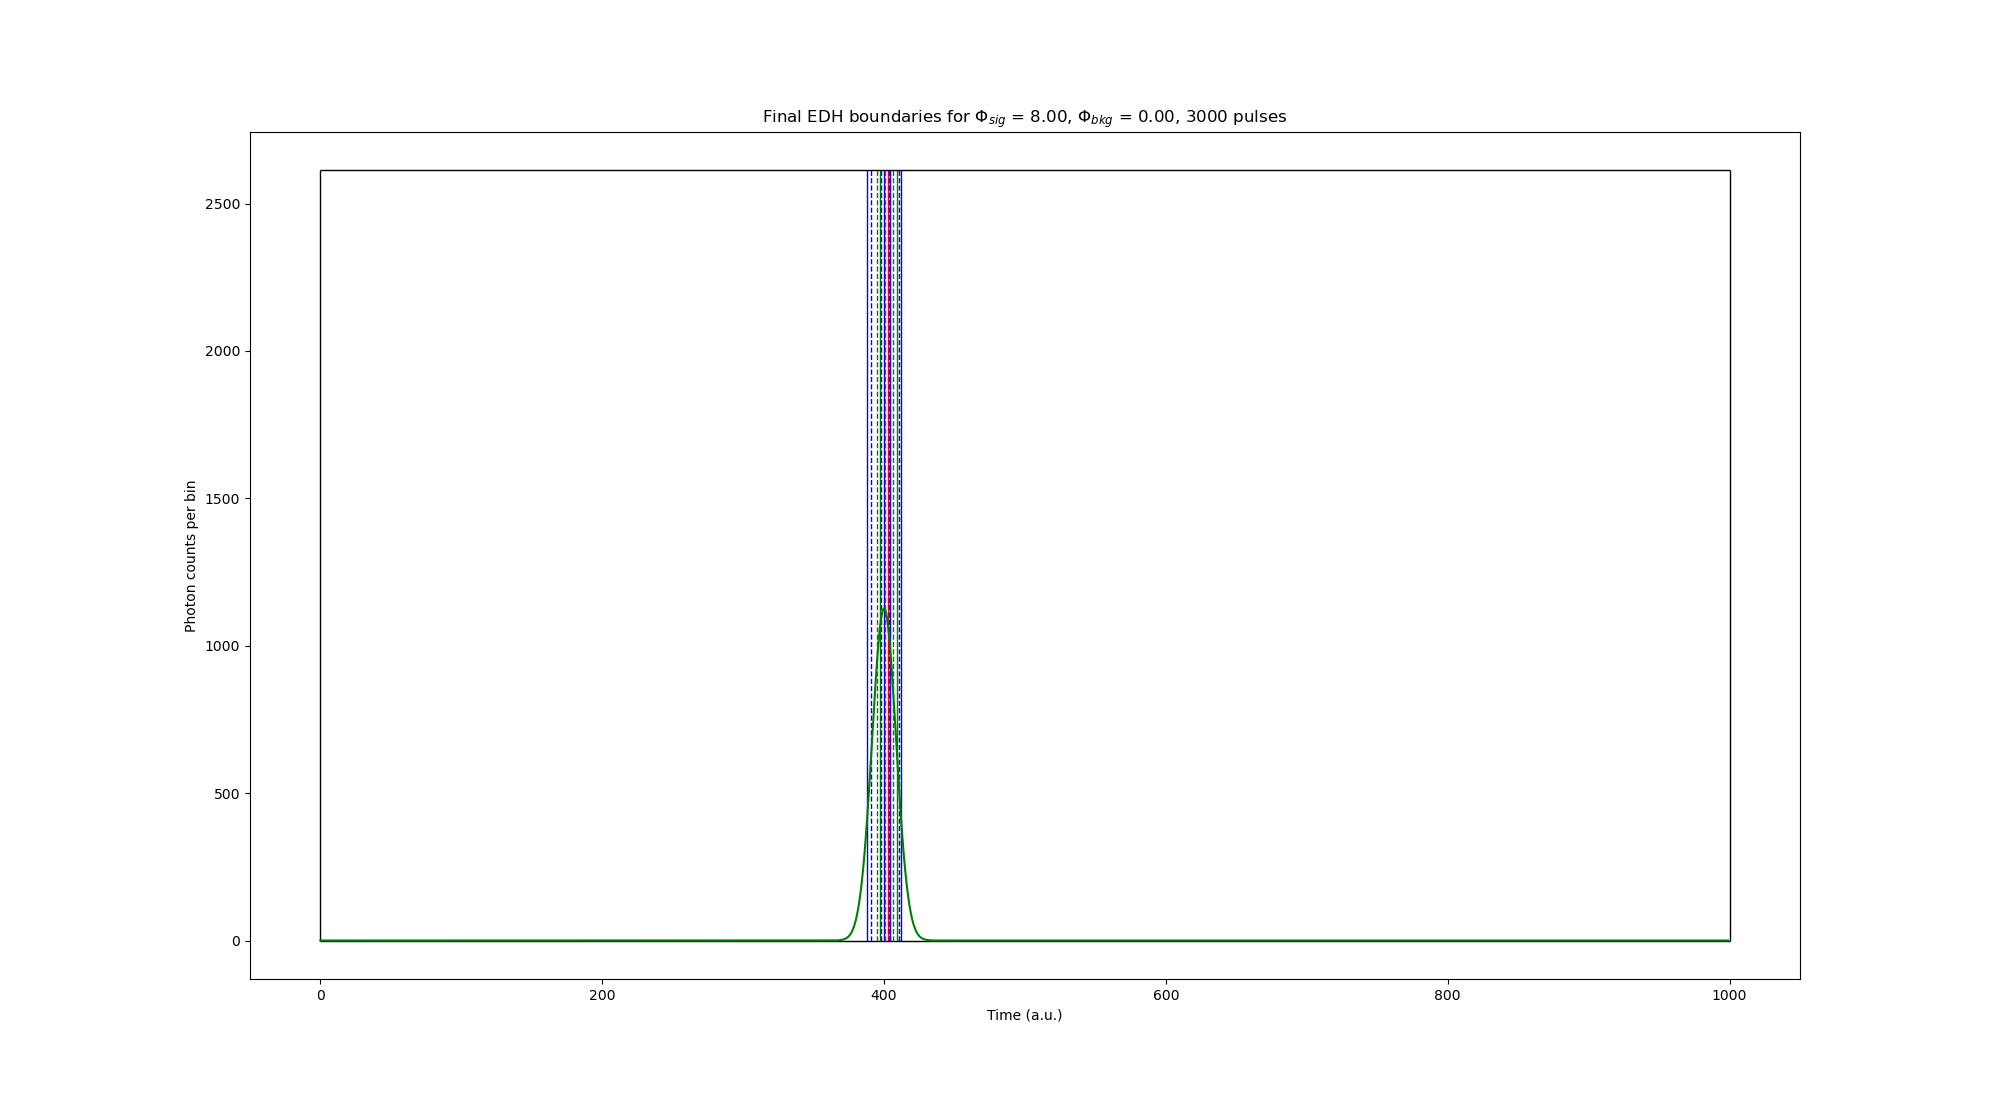 Final EDH boundaries for Φsig = 8.00, Φbkg = 0.00, 3000 pulses
Photon counts per bin
2500
2000
1500
1000
500
0
0 200 400 600 800 1000
Time (a.u.)